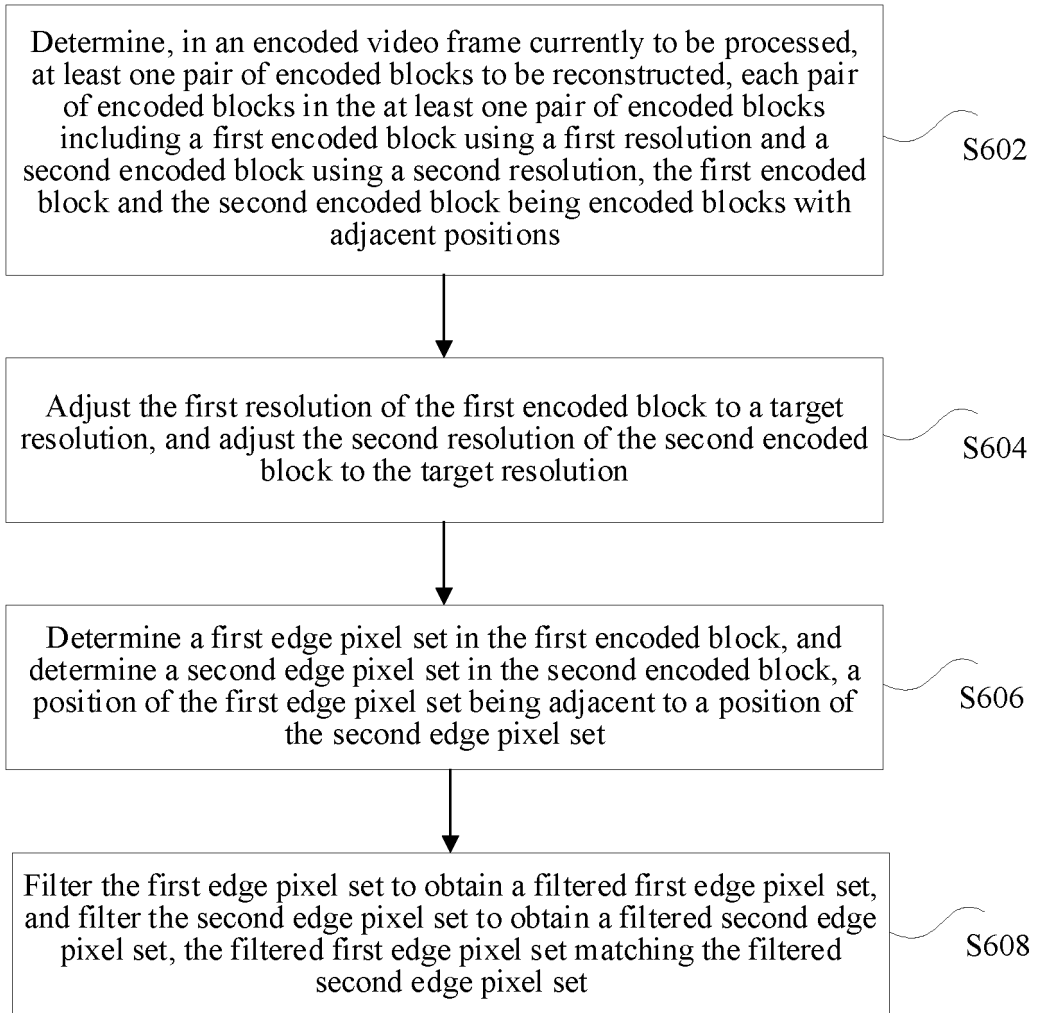 Determine, in an encoded video frame currently to be processed,
at least one pair of encoded blocks to be reconstructed, each pair
of encoded blocks in the at least one pair of encoded blocks
including a first encoded block using a first resolution and a
second encoded block using a second resolution, the first encoded
block and the second encoded block being encoded blocks with
adjacent positions
S602
Adjust the first resolution of the first encoded block to a target
resolution, and adjust the second resolution of the second encoded
block to the target resolution
S604
Determine a first edge pixel set in the first encoded block, and
determine a second edge pixel set in the second encoded block, a
position of the first edge pixel set being adjacent to a position of
the second edge pixel set
S606
Filter the first edge pixel set to obtain a filtered first edge pixel set,
and filter the second edge pixel set to obtain a filtered second edge
pixel set, the filtered first edge pixel set matching the filtered
second edge pixel set
S608